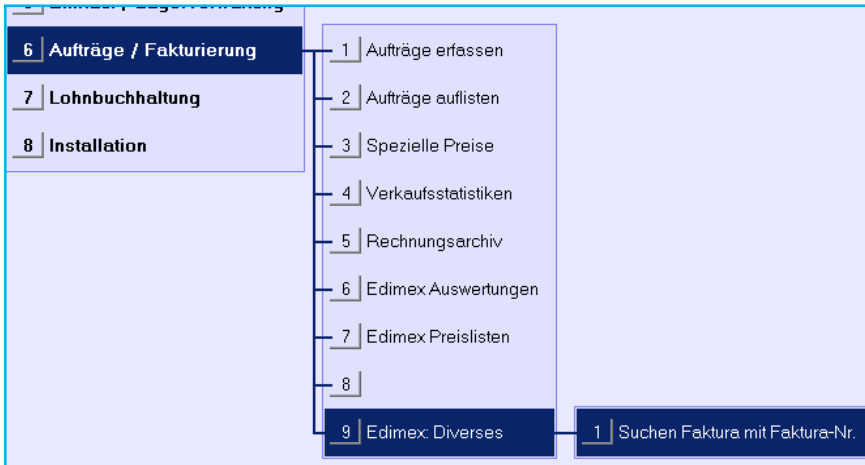 6 Aufträge / Fakturierung
7 Lohnbuchhaltung
8 Installation
1 Aufträge erfassen
2 Aufträge auflisten
3 Spezielle Preise
4 Verkaufsstatistiken
5 Rechnungsarchiv
6 Edimex Auswertungen
7 Edimex Preislisten
8
9 Edimex: Diverses
1 Suchen Faktura mit Faktura-Nr.